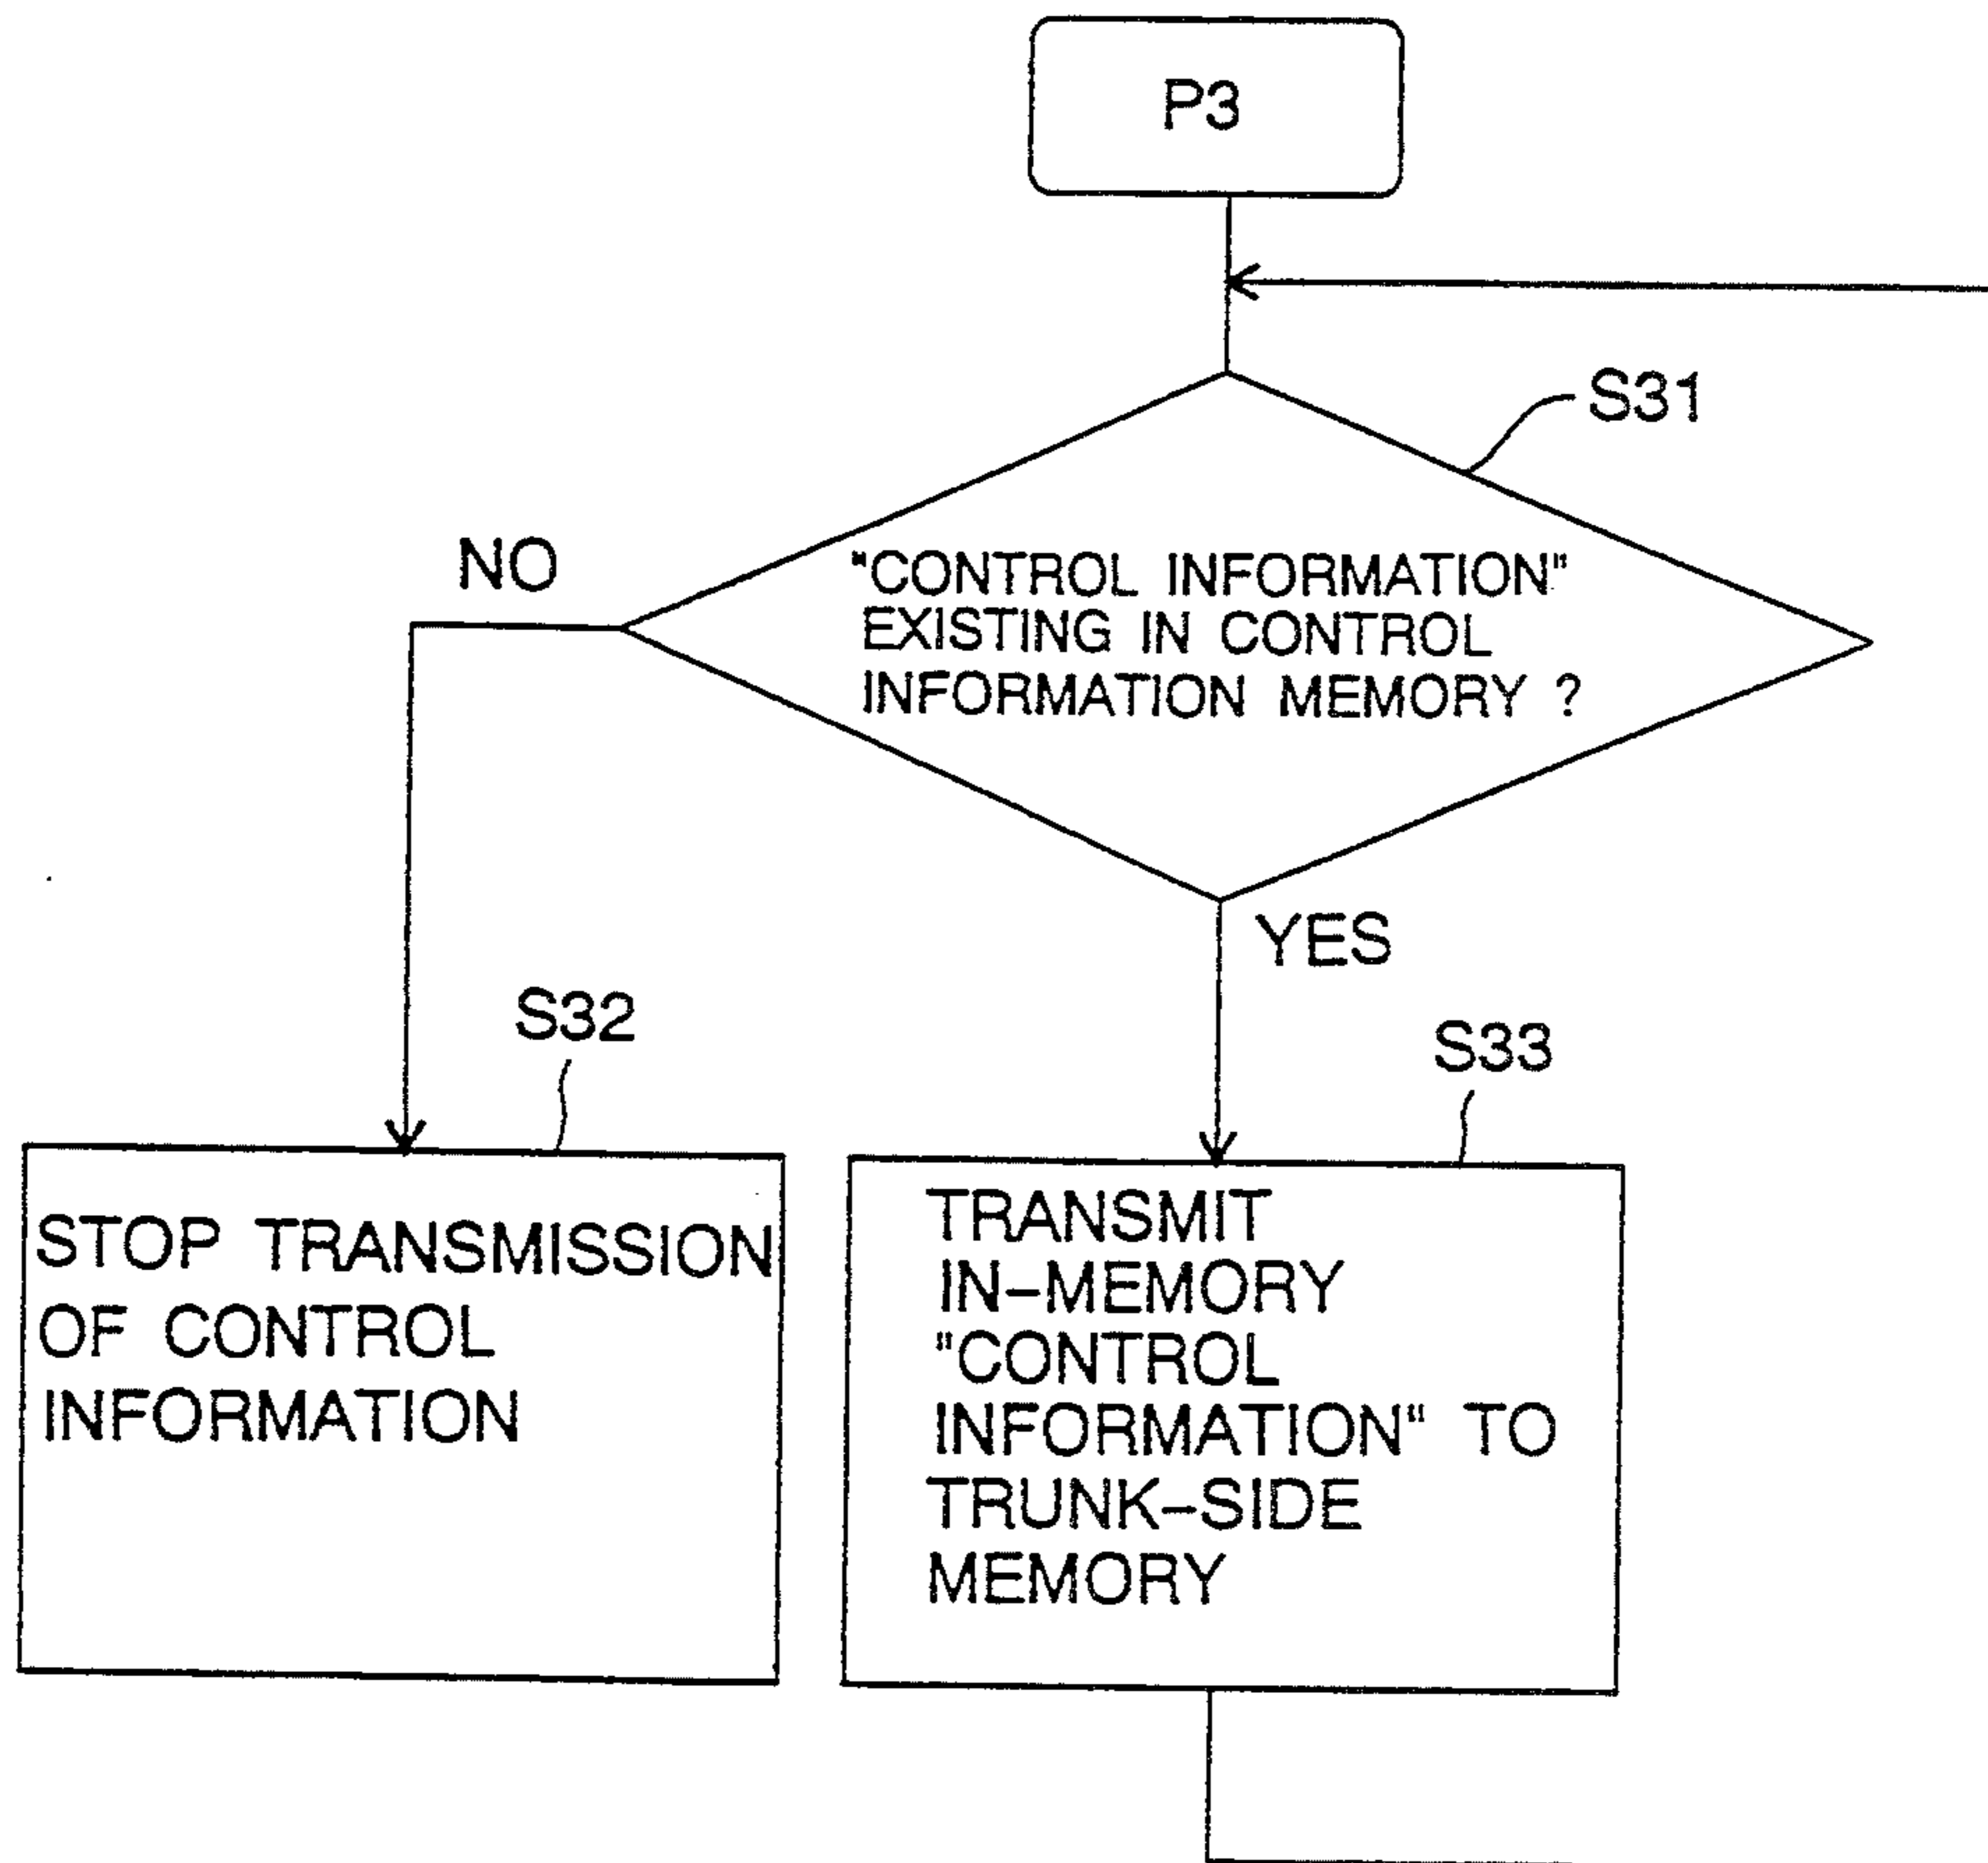 P3
S31
NO
"CONTROL INFORMATION"
EXISTING IN CONTROL
INFORMATION MEMORY ?
YES
S32
S33
STOP TRANSMISSION
OF CONTROL
INFORMATION
TRANSMIT
IN-MEMORY
"CONTROL
INFORMATION" TO
TRUNK-SIDE
MEMORY